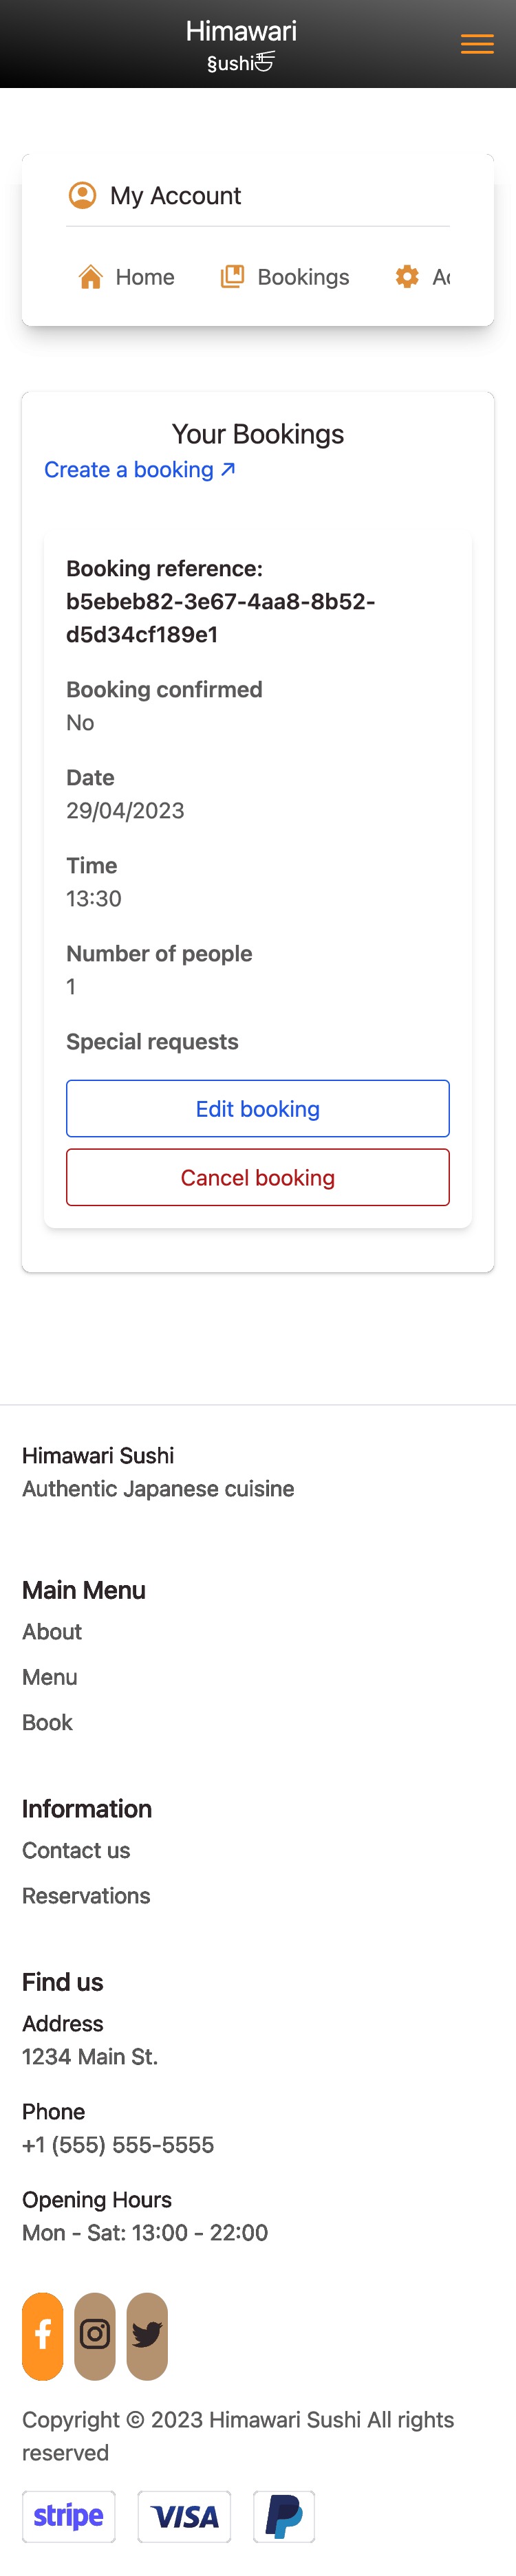 Himawari
§ushi
My Account
Home
Bookings
Your Bookings
Create a booking ↗
Booking reference:
b5ebeb82-3e67-4aa8-8b52-
d5d34cf189e1
Booking confirmed
No
Date
29/04/2023
Time
13:30
Number of people
1
Special requests
Edit booking
Cancel booking
Himawari Sushi
Authentic Japanese cuisine
Main Menu
About
Menu
Book
Information
Contact us
Reservations
Find us
Address
1234 Main St.
Phone
+1 (555) 555-5555
Opening Hours
Mon - Sat: 13:00 - 22:00
Copyright © 2023 Himawari Sushi All rights
reserved
stripe VISA